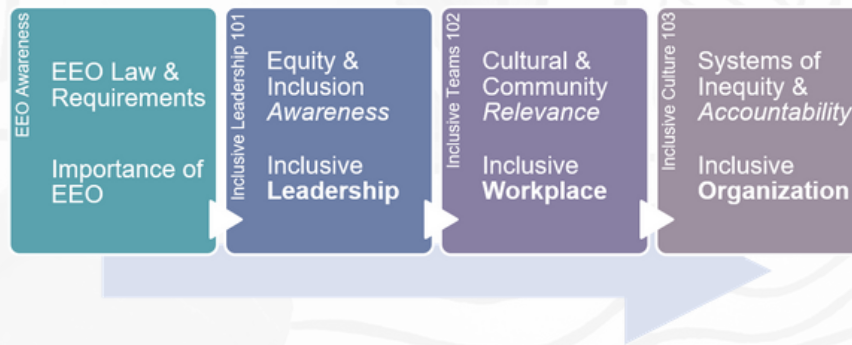 EEO Awareness
EEO Law &
Requirements
Importance of
EEO
Inclusive Leadership 101
Equity &
Inclusion
Awareness
Inclusive
Leadership
Inclusive Teams 102
Cultural &
Community
Relevance
Inclusive
Workplace
Inclusive Culture 103
Systems of
Inequity &
Accountability
Inclusive
Organization